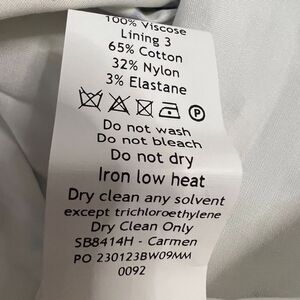 100% Viscose
Lining 3
65% Cotton
32% Nylon
3% Elastane
P
Do not wash
Do not bleach
Do not dry
Iron low heat
Dry clean any solvent
except trichloroethylene
Dry Clean Only
SB8414H - Carmen
PO 230123BW09MM
0092